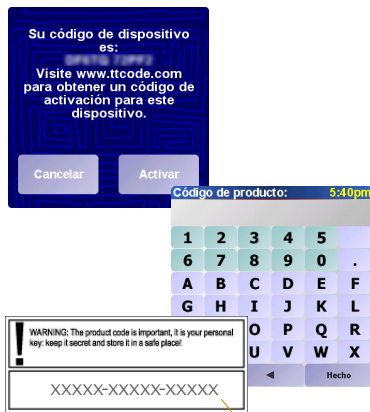 Su código de dispositivo
es:
Visite www.ttcode.com
para obtener un código de
activación para este
dispositivo.
Cancelar Activar
Código de producto: 5:40pm
1 2 3 4 5
6 7 8 9 0 .
A B C D E F
G H I J K L
O P Q R
U V W X
Hecho
WARNING: The product code is important, it is your personal
key: keep it secret and store it in a safe place!
XXXXX-XXXXX-XXXXX